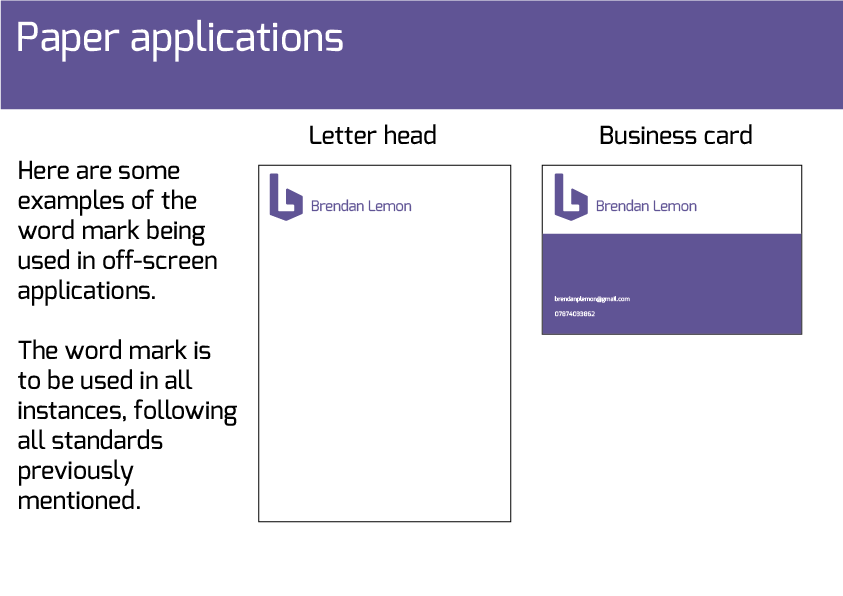 Paper applications
Here are some
examples of the
word mark being
used in off-screen
applications.
The word mark is
to be used in all
instances, following
all standards
previously
mentioned.
Letter head
Brendan Lemon
Business card
Brendan Lemon
brendanplemon@gmail.com
07874033862